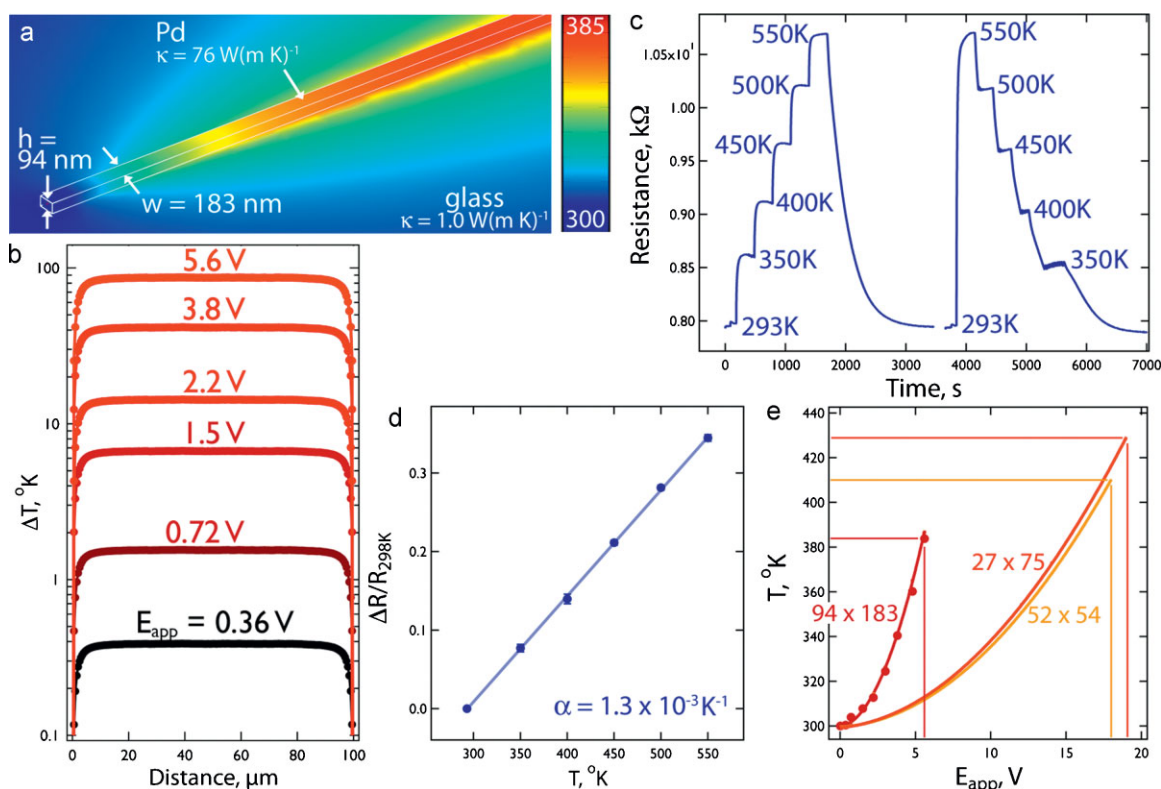 a
Pd
κ = 76 W(m K)⁻¹
h =
94 nm
w = 183 nm
glass
κ = 1.0 W(m K)⁻¹
385
300
b
5.6 V
3.8 V
2.2 V
1.5 V
0.72 V
E_app = 0.36 V
100
10
1
0.1
ΔT, °K
0 20 40 60 80 100
Distance, µm
c
550K
500K
450K
400K
350K
293K
550K
500K
450K
400K
350K
293K
1.05x10¹
1.00
0.95
0.90
0.85
0.80
Resistance, kΩ
0 1000 2000 3000 4000 5000 6000 7000
Time, s
d
0.3
0.2
0.1
0.0
ΔR/R_298K
α = 1.3 x 10⁻³K⁻¹
300 350 400 450 500 550
T, °K
e
440
420
400
380
360
340
320
300
T, °K
94 x 183
27 x 75
52 x 54
0 5 10 15 20
E_app, V